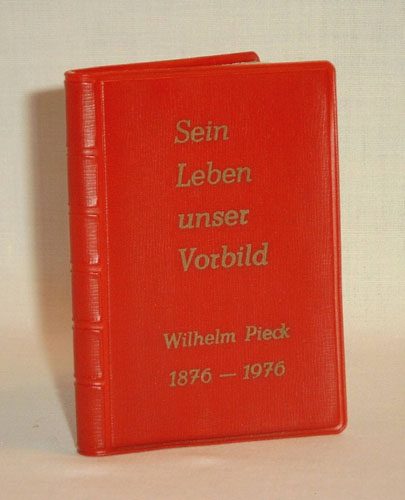 Sein
Leben
unser
Vorbild
Wilhelm Pieck
1876 — 1976